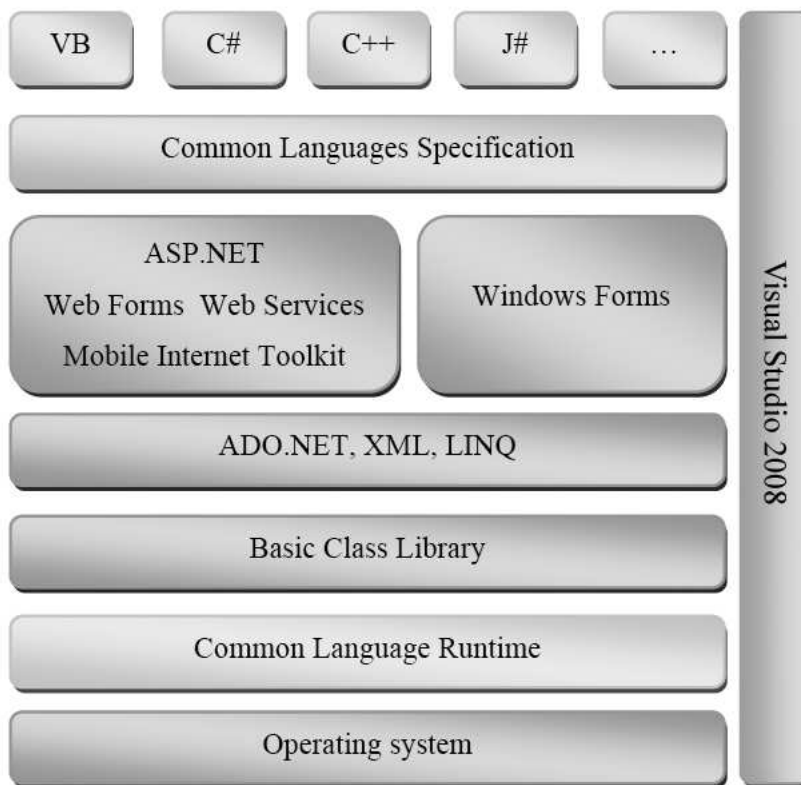 VB
C#
C++
J#
…
Common Languages Specification
ASP.NET
Web Forms Web Services
Mobile Internet Toolkit
Windows Forms
ADO.NET, XML, LINQ
Basic Class Library
Common Language Runtime
Operating system
Visual Studio 2008